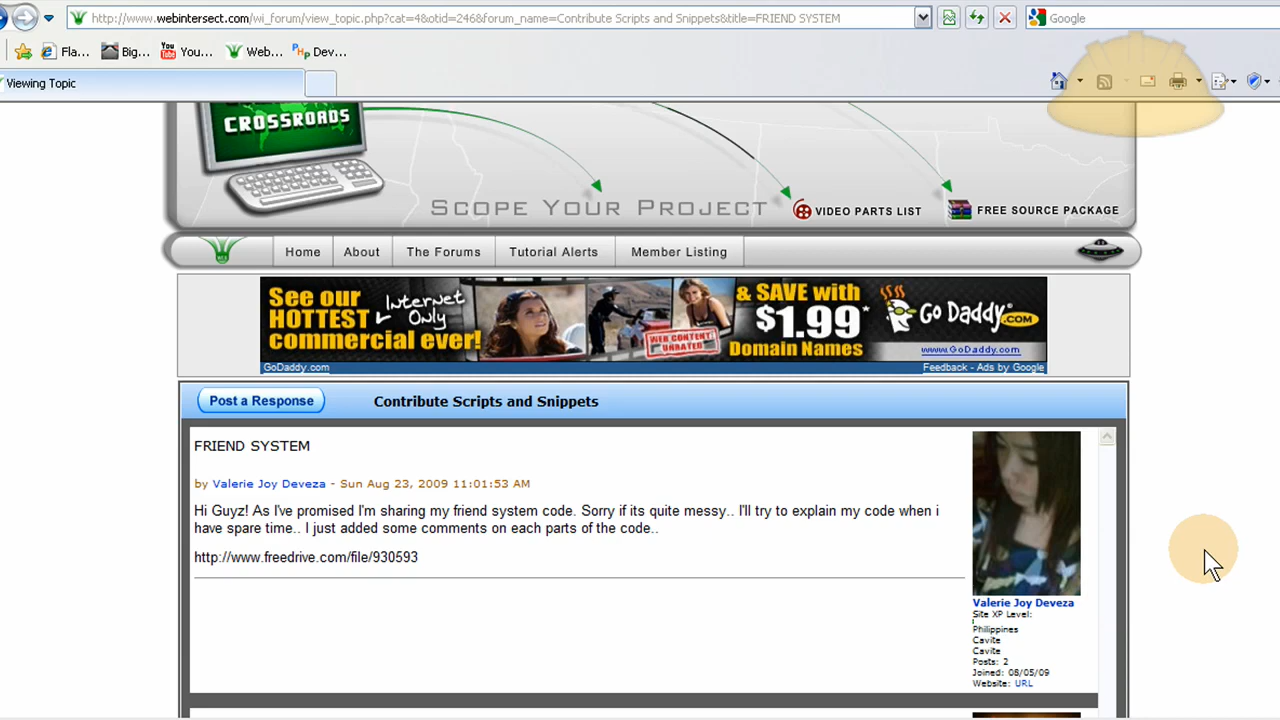 http://www.webintersect.com/wi_forum/view_topic.php?cat=4&otid=246&forum_name=Contribute Scripts and Snippets&title=FRIEND SYSTEM
Google
Fla...
Big...
You Tube
You...
Web...
PHP
Dev...
Viewing Topic
CROSSROADS
SCOPE YOUR PROJECT
VIDEO PARTS LIST
FREE SOURCE PACKAGE
WEB
Home
About
The Forums
Tutorial Alerts
Member Listing
See our
HOTTEST
Internet
Only
commercial ever!
WEB CONTENT
UNRATED
& SAVE with
$1.99*
Domain Names
Go Daddy.COM
www.GoDaddy.com
GoDaddy.com
Feedback - Ads by Google
Post a Response
Contribute Scripts and Snippets
FRIEND SYSTEM
by Valerie Joy Deveza - Sun Aug 23, 2009 11:01:53 AM
Hi Guyz! As I've promised I'm sharing my friend system code. Sorry if its quite messy.. I'll try to explain my code when i
have spare time.. I just added some comments on each parts of the code..
http://www.freedrive.com/file/930593
Valerie Joy Deveza
Site XP Level:
Philippines
Cavite
Cavite
Posts: 2
Joined: 08/05/09
Website: URL